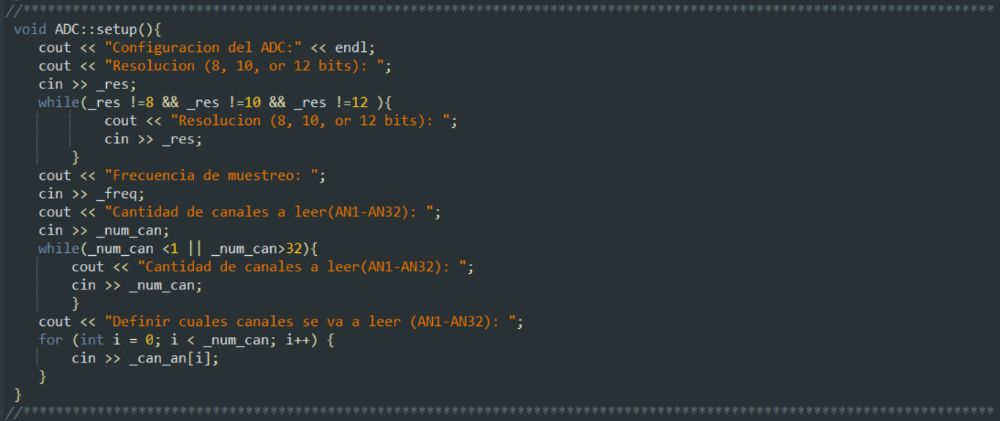 //**********************************************************************************************************************
void ADC::setup(){
cout << "Configuracion del ADC:" << endl;
cout << "Resolucion (8, 10, or 12 bits): ";
cin >> _res;
while(_res !=8 && _res !=10 && _res !=12 ){
cout << "Resolucion (8, 10, or 12 bits): ";
cin >> _res;
}
cout << "Frecuencia de muestreo: ";
cin >> _freq;
cout << "Cantidad de canales a leer(AN1-AN32): ";
cin >> _num_can;
while(_num_can <1 || _num_can>32){
cout << "Cantidad de canales a leer(AN1-AN32): ";
cin >> _num_can;
}
cout << "Definir cuales canales se va a leer (AN1-AN32): ";
for (int i = 0; i < _num_can; i++) {
cin >> _can_an[i];
}
}
//**********************************************************************************************************************